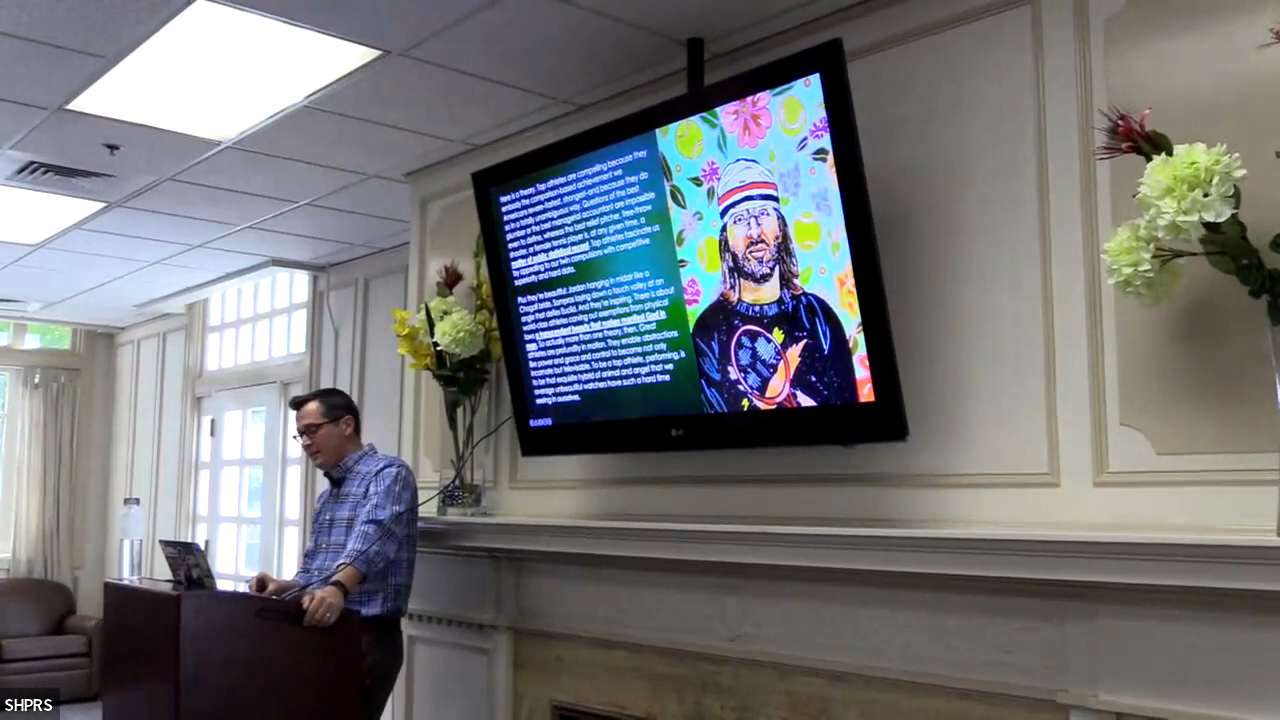 Here is a theory. Top athletes are compelling because they
embody the comparison-based achievement we
Americans revere-fastest, strongest-and because they do
so in a totally unambiguous way. Questions of the best
plumber or the best managerial accountant are impossible
even to define, whereas the best relief pitcher, free-throw
shooter, or female tennis player is, at any given time, a
matter of public statistical record. Top athletes fascinate us
by appealing to our twin compulsions with competitive
superiority and hard data.
Plus they're beautiful: Jordan hanging in midair like a
Chagall bride, Sampras laying down a touch volley at an
angle that defies Euclid. And they're inspiring. There is about
world-class athletes carving out exemptions from physical
laws a transcendent beauty that makes manifest God in
man. So actually more than one theory, then. Great
athletes are profundity in motion. They enable abstractions
like power and grace and control to become not only
incarnate but televisable. To be a top athlete, performing, is
to be that exquisite hybrid of animal and angel that we
average unbeautiful watchers have such a hard time
seeing in ourselves.
LG
SHPRS